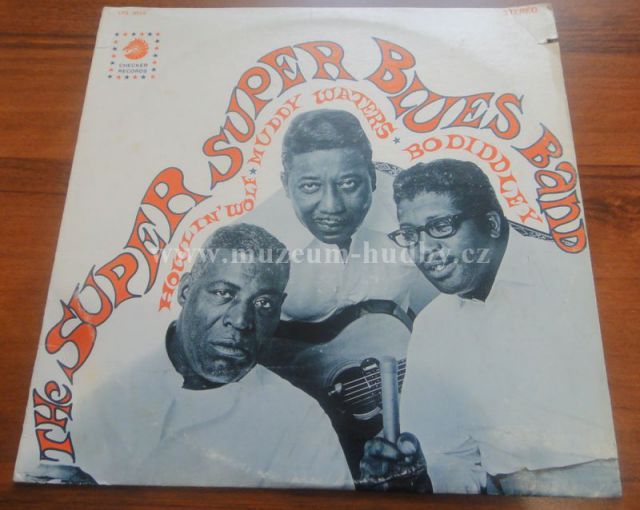 STEREO
CHECKER
RECORDS
THE SUPER SUPER BLUES BAND
HOWLIN' WOLF ★ MUDDY WATERS ★ BO DIDDLEY
www.muzeum-hudby.cz